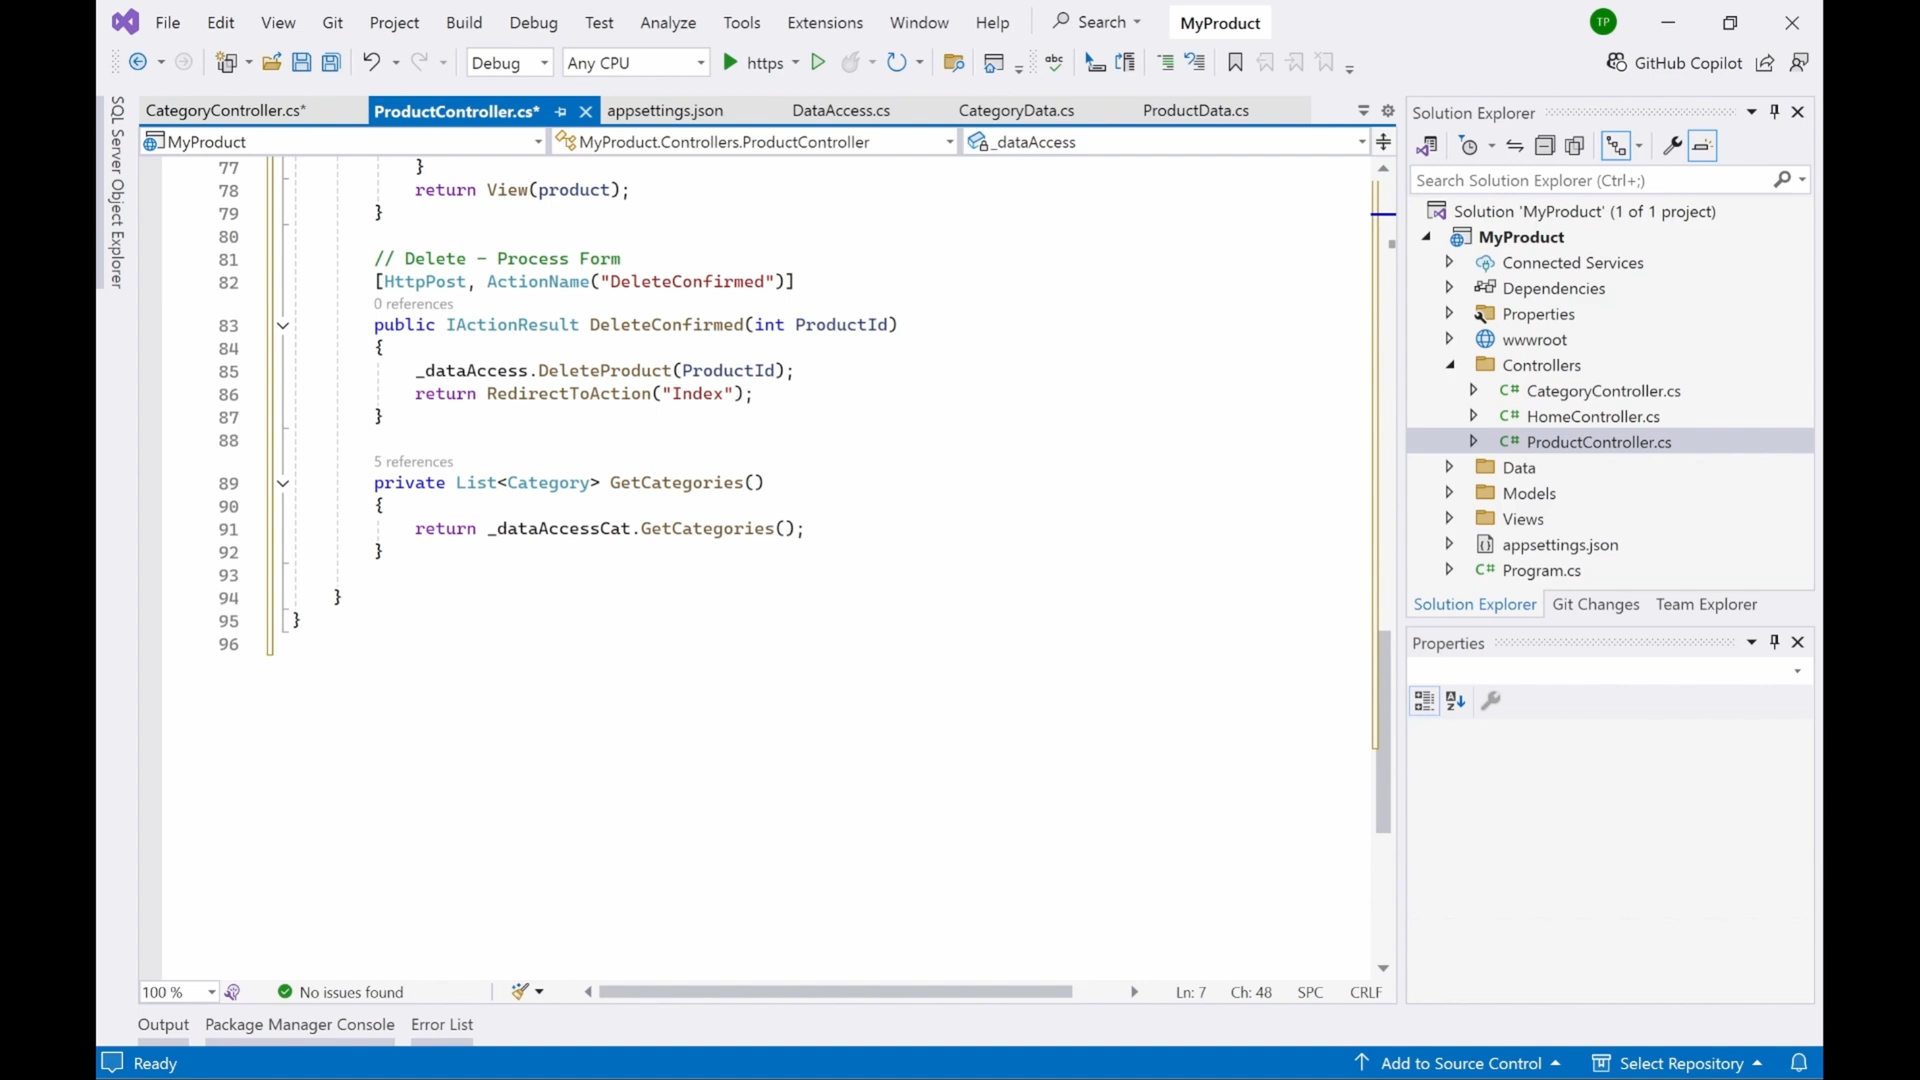 File Edit View Git Project Build Debug Test Analyze Tools Extensions Window Help Search MyProduct TP
Debug Any CPU https abc GitHub Copilot
SQL Server Object Explorer
CategoryController.cs* ProductController.cs* appsettings.json DataAccess.cs CategoryData.cs ProductData.cs
MyProduct MyProduct.Controllers.ProductController _dataAccess
77 }
78 return View(product);
79 }
80
81 // Delete - Process Form
82 [HttpPost, ActionName("DeleteConfirmed")]
0 references
83 public IActionResult DeleteConfirmed(int ProductId)
84 {
85 _dataAccess.DeleteProduct(ProductId);
86 return RedirectToAction("Index");
87 }
88
5 references
89 private List<Category> GetCategories()
90 {
91 return _dataAccessCat.GetCategories();
92 }
93
94 }
95 }
96
100 % No issues found Ln: 7 Ch: 48 SPC CRLF
Solution Explorer
Search Solution Explorer (Ctrl+;)
Solution 'MyProduct' (1 of 1 project)
MyProduct
Connected Services
Dependencies
Properties
wwwroot
Controllers
C# CategoryController.cs
C# HomeController.cs
C# ProductController.cs
Data
Models
Views
appsettings.json
C# Program.cs
Solution Explorer Git Changes Team Explorer
Properties
Output Package Manager Console Error List
Ready Add to Source Control Select Repository